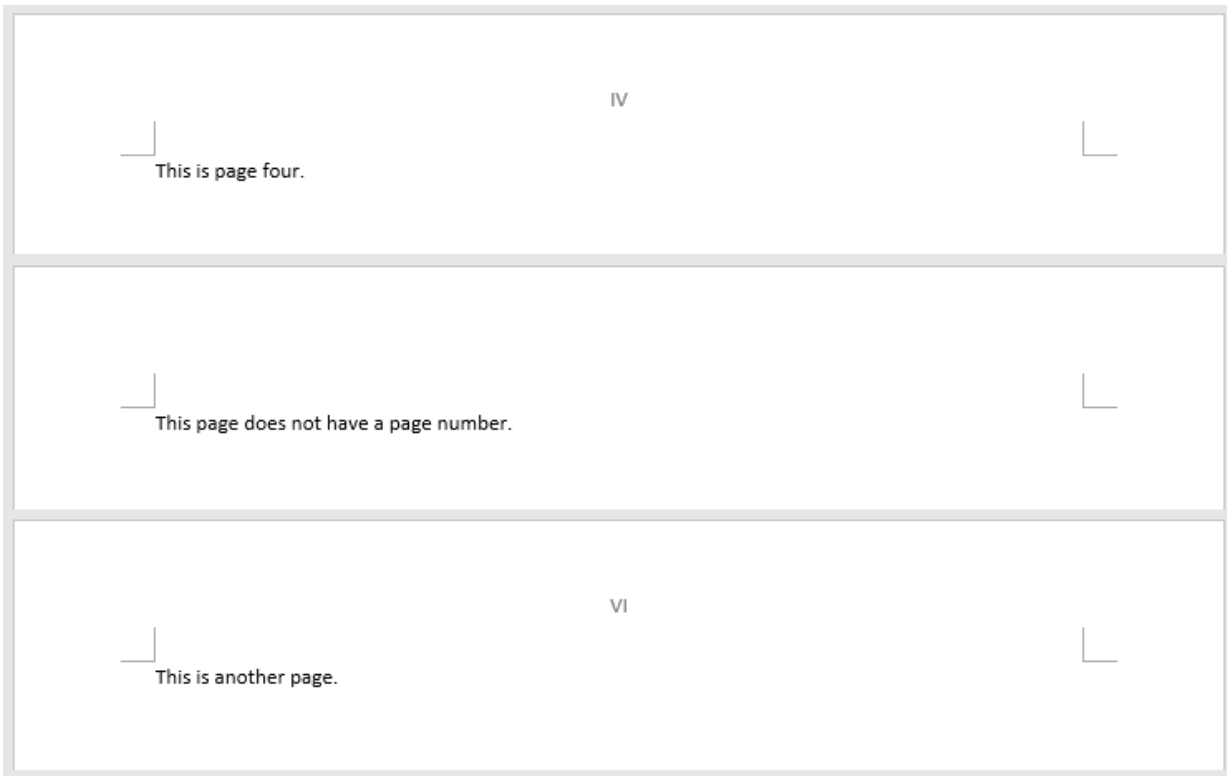 IV
This is page four.
This page does not have a page number.
VI
This is another page.